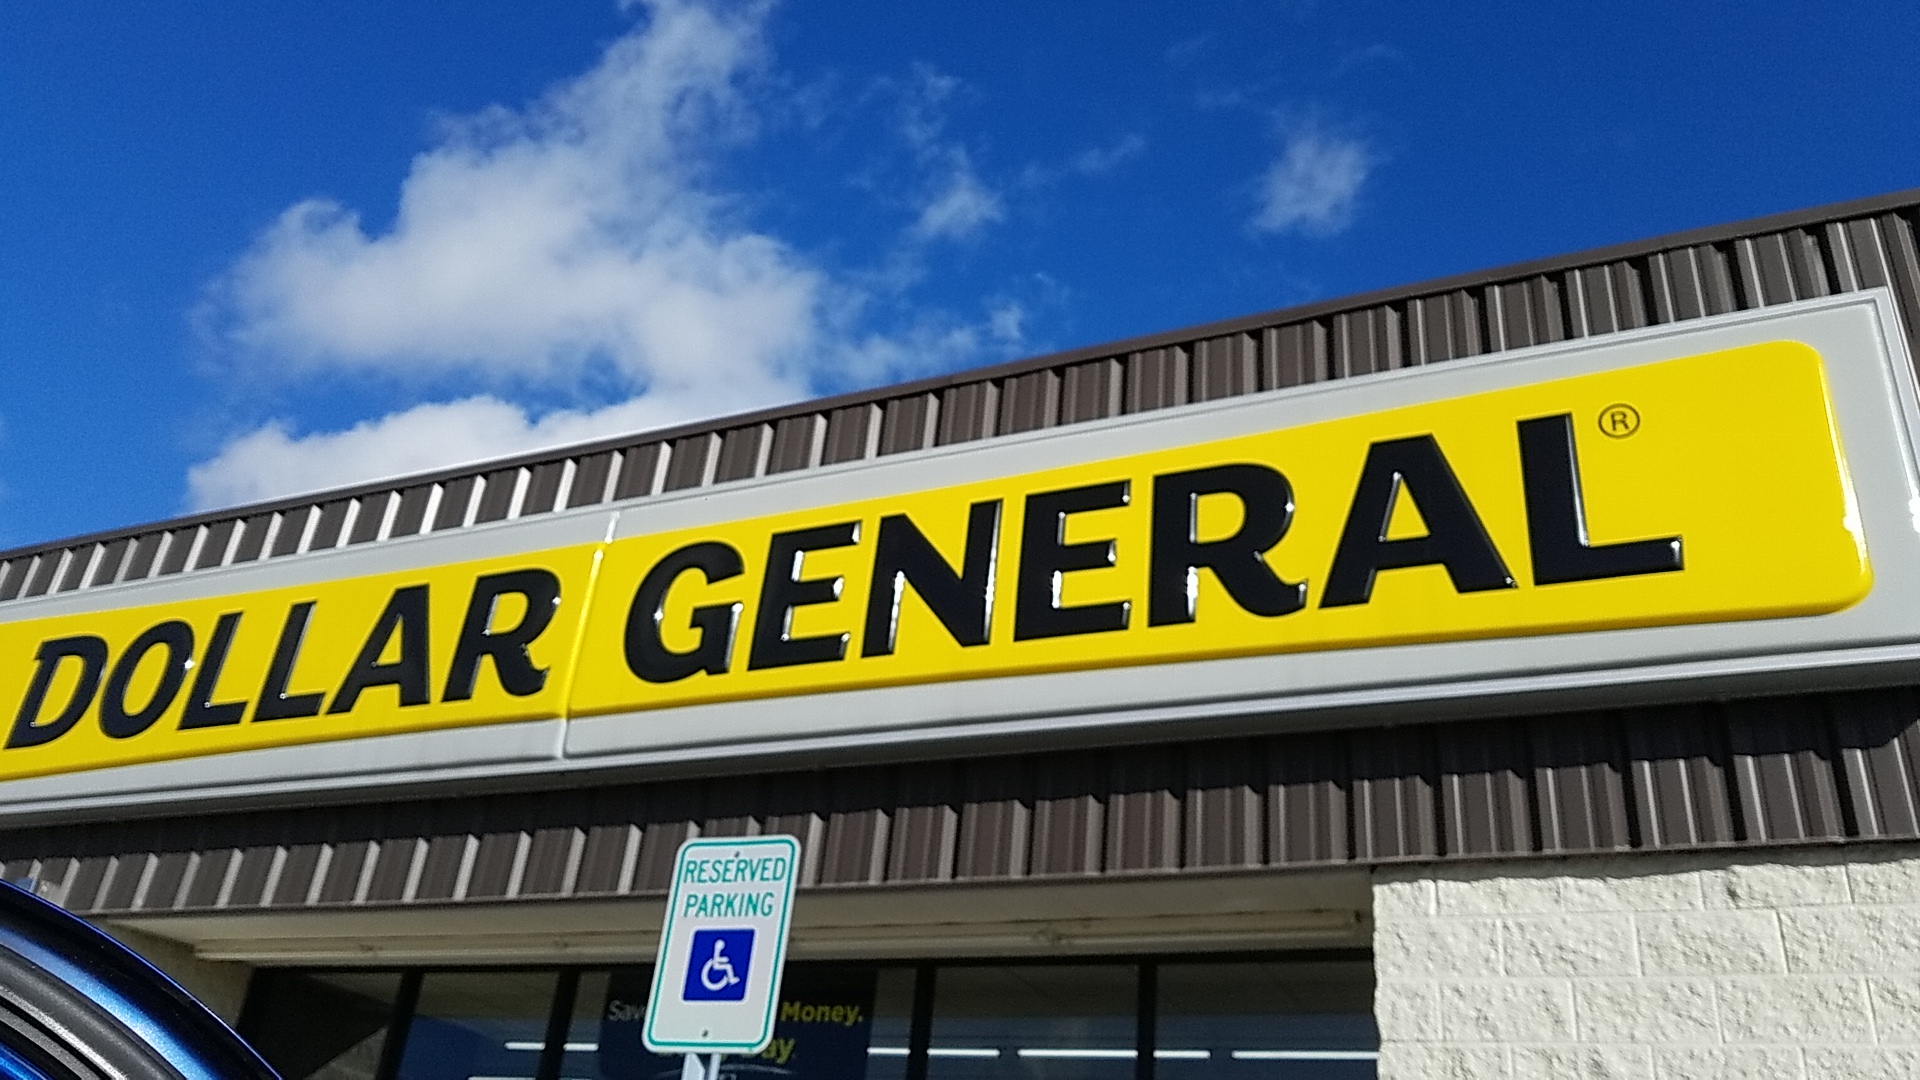 DOLLAR GENERAL®
RESERVED
PARKING
Money.